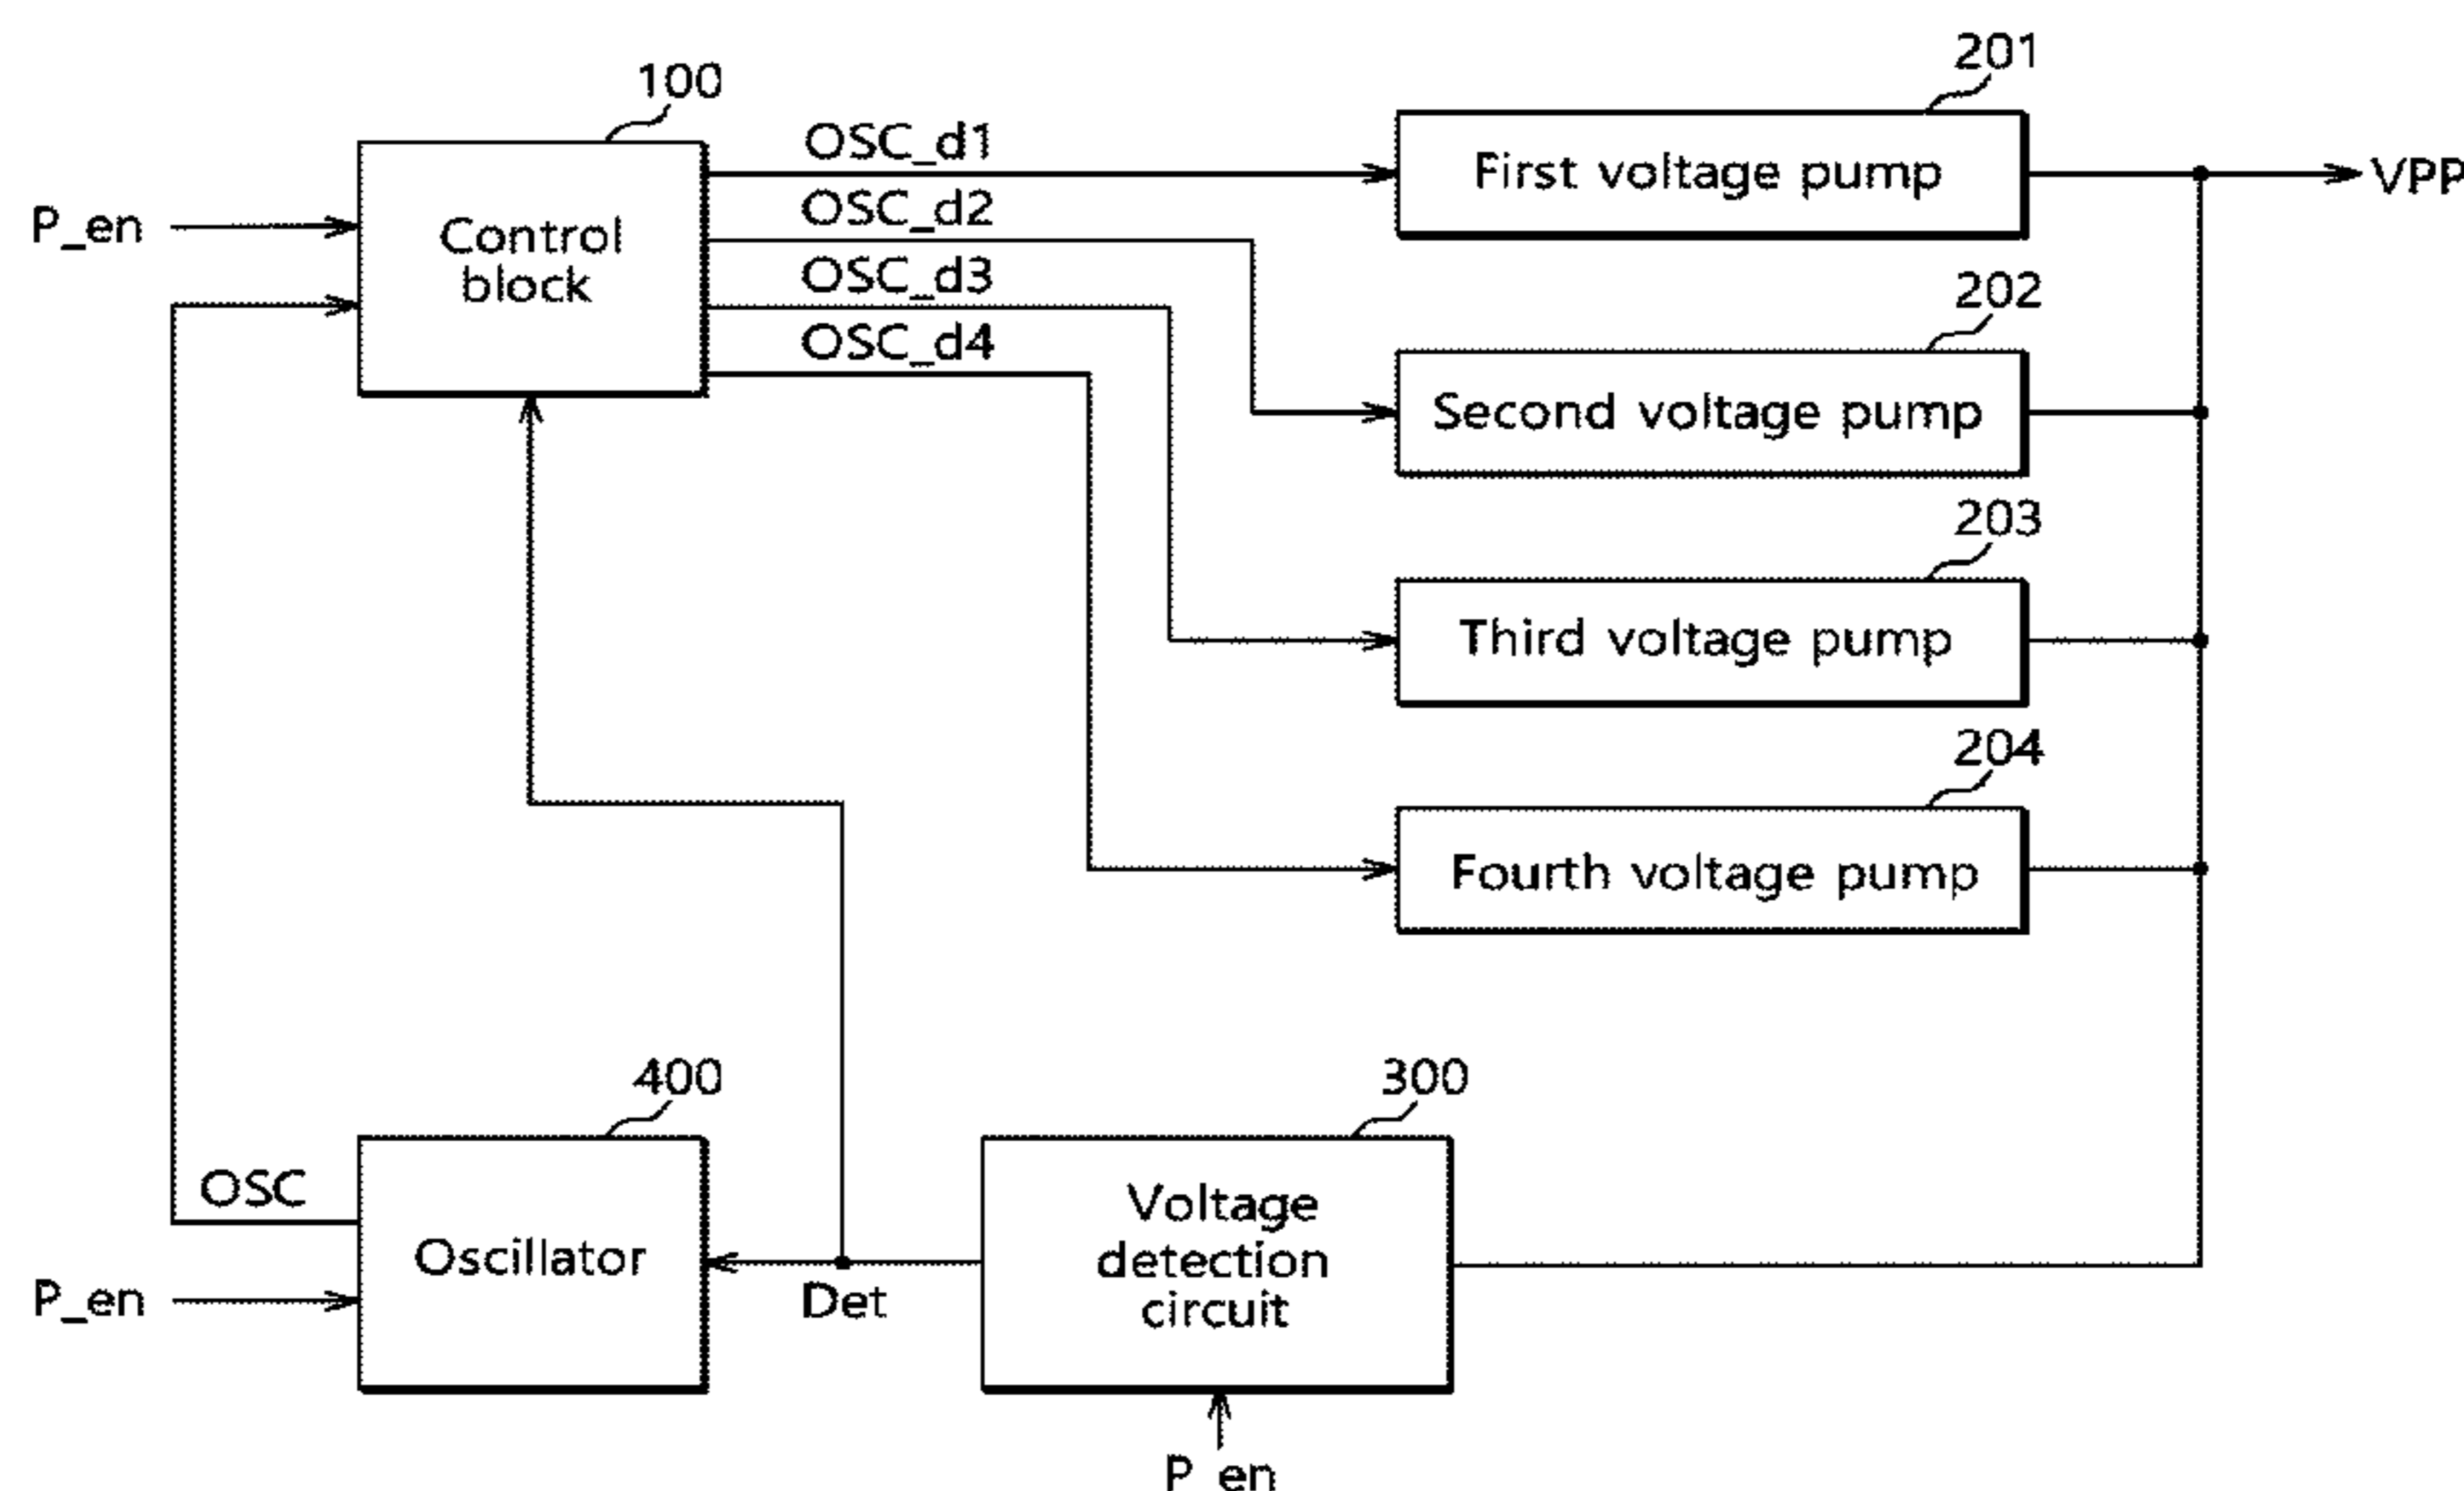 100
201
OSC_d1
First voltage pump
VPP
P_en
Control
block
OSC_d2
OSC_d3
OSC_d4
202
Second voltage pump
203
Third voltage pump
204
Fourth voltage pump
400
300
OSC
Oscillator
P_en
Det
Voltage
detection
circuit
P_en